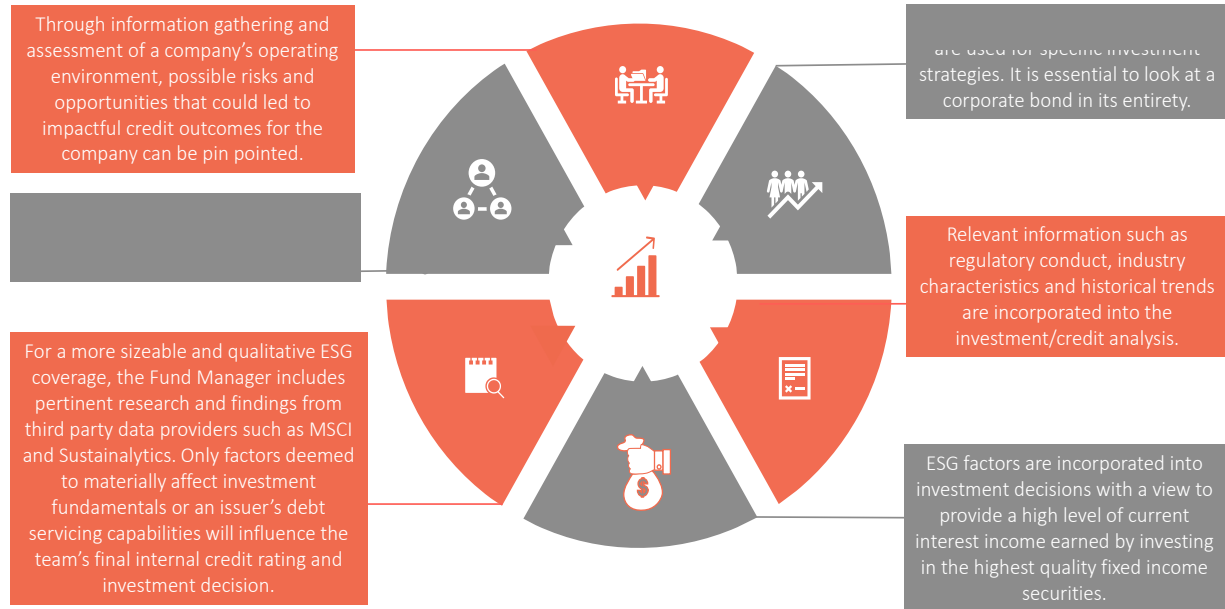 Through information gathering and
assessment of a company's operating
environment, possible risks and
opportunities that could led to
impactful credit outcomes for the
company can be pin pointed.
For a more sizeable and qualitative ESG
coverage, the Fund Manager includes
pertinent research and findings from
third party data providers such as MSCI
and Sustainalytics. Only factors deemed
to materially affect investment
fundamentals or an issuer's debt
servicing capabilities will influence the
team's final internal credit rating and
investment decision.
are used for specific investment
strategies. It is essential to look at a
corporate bond in its entirety.
Relevant information such as
regulatory conduct, industry
characteristics and historical trends
are incorporated into the
investment/credit analysis.
$
ESG factors are incorporated into
investment decisions with a view to
provide a high level of current
interest income earned by investing
in the highest quality fixed income
securities.